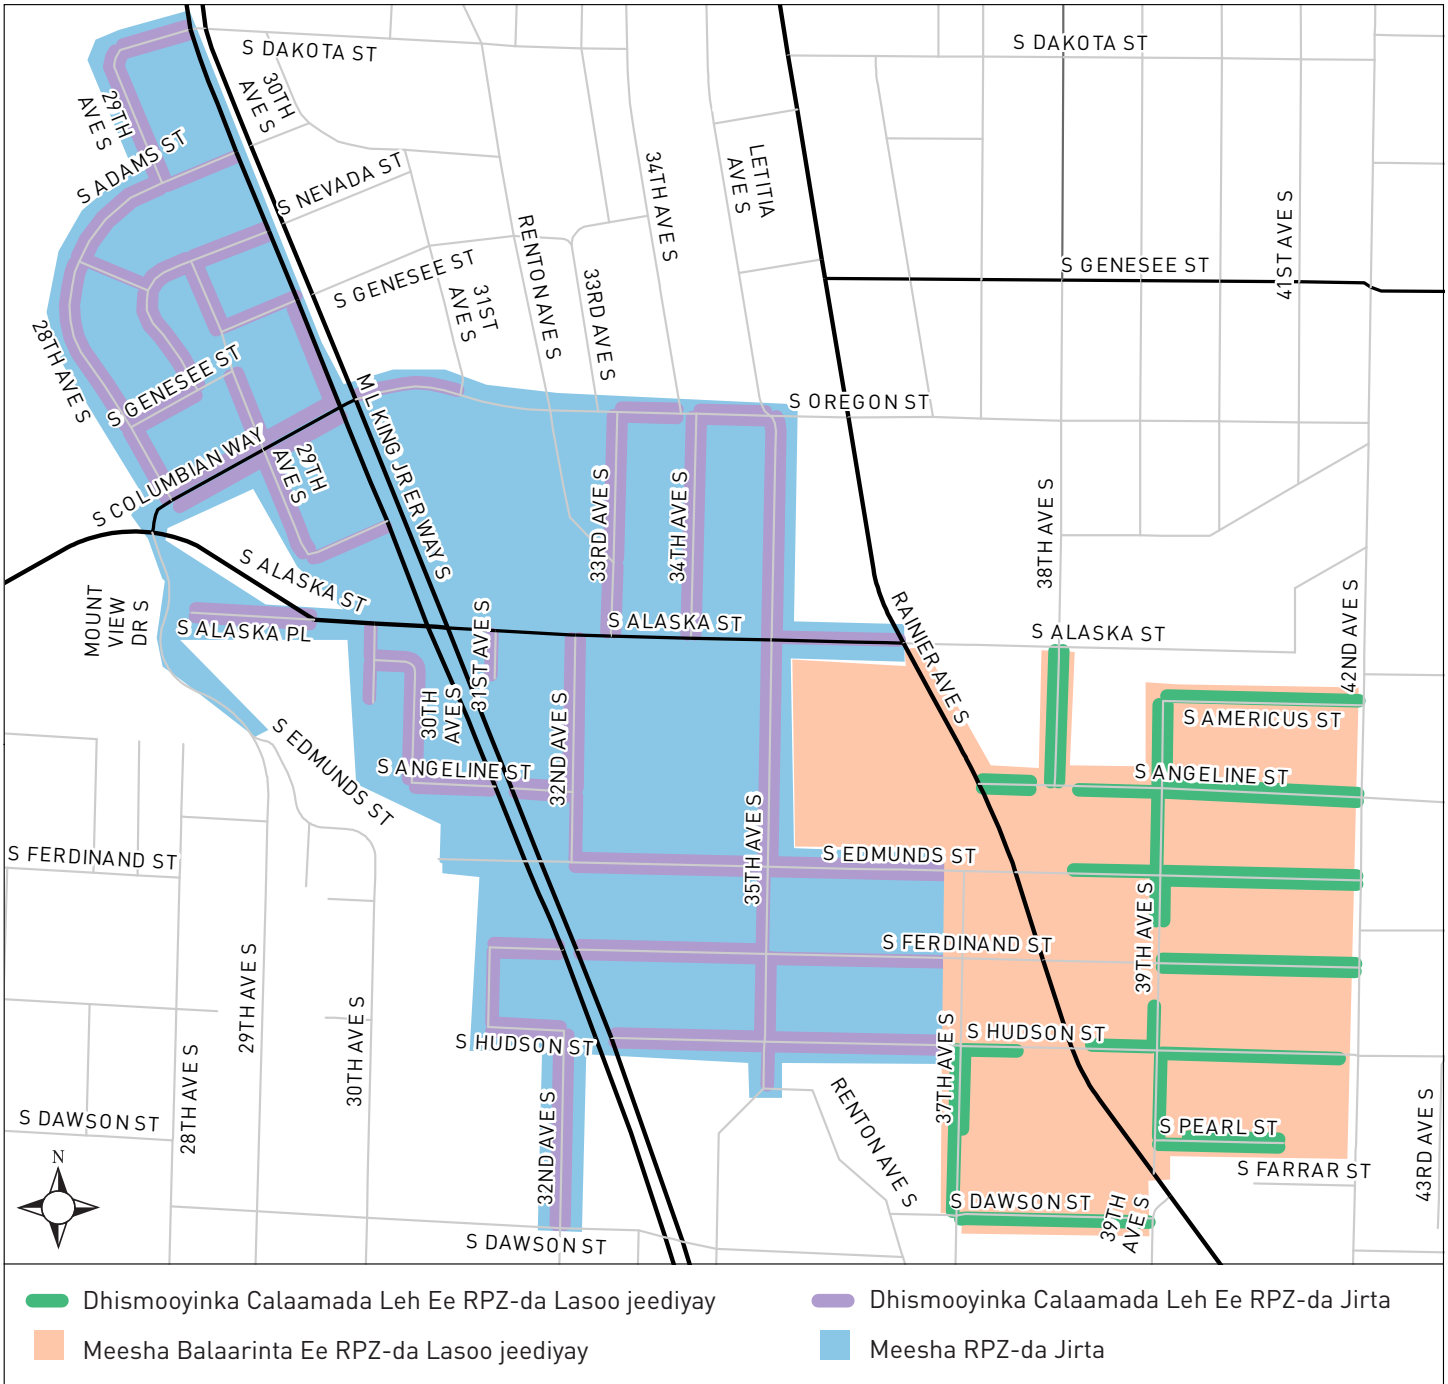 S DAKOTA ST
S DAKOTA ST
30TH
AVE S
29TH
AVE S
S ADAMS ST
S NEVADA ST
LETITIA
AVE S
34TH AVE S
41ST AVE S
RENTON AVE S
S GENESEE ST
S GENESEE ST
31ST
AVE S
33RD AVE S
28TH AVE S
S GENESEE ST
M L KING JR ER WAY S
S OREGON ST
S COLUMBIAN WAY
29TH
AVE S
33RD AVE S
34TH AVE S
38TH AVE S
S ALASKA ST
MOUNT
VIEW
DR S
S ALASKA PL
31ST AVE S
S ALASKA ST
RAINIER AVE S
S ALASKA ST
42ND AVE S
30TH
AVE S
32ND AVE S
S AMERICUS ST
S EDMUNDS ST
S ANGELINE ST
S ANGELINE ST
35TH AVE S
S FERDINAND ST
S EDMUNDS ST
39TH AVE S
S FERDINAND ST
29TH AVE S
30TH AVE S
28TH AVE S
S HUDSON ST
37TH AVE S
S HUDSON ST
S DAWSON ST
32ND AVE S
RENTON AVE S
S PEARL ST
S FARRAR ST
43RD AVE S
N
S DAWSON ST
S DAWSON ST
39TH
AVE S
Dhismooyinka Calaamada Leh Ee RPZ-da Lasoo jeediyay
Dhismooyinka Calaamada Leh Ee RPZ-da Jirta
Meesha Balaarinta Ee RPZ-da Lasoo jeediyay
Meesha RPZ-da Jirta